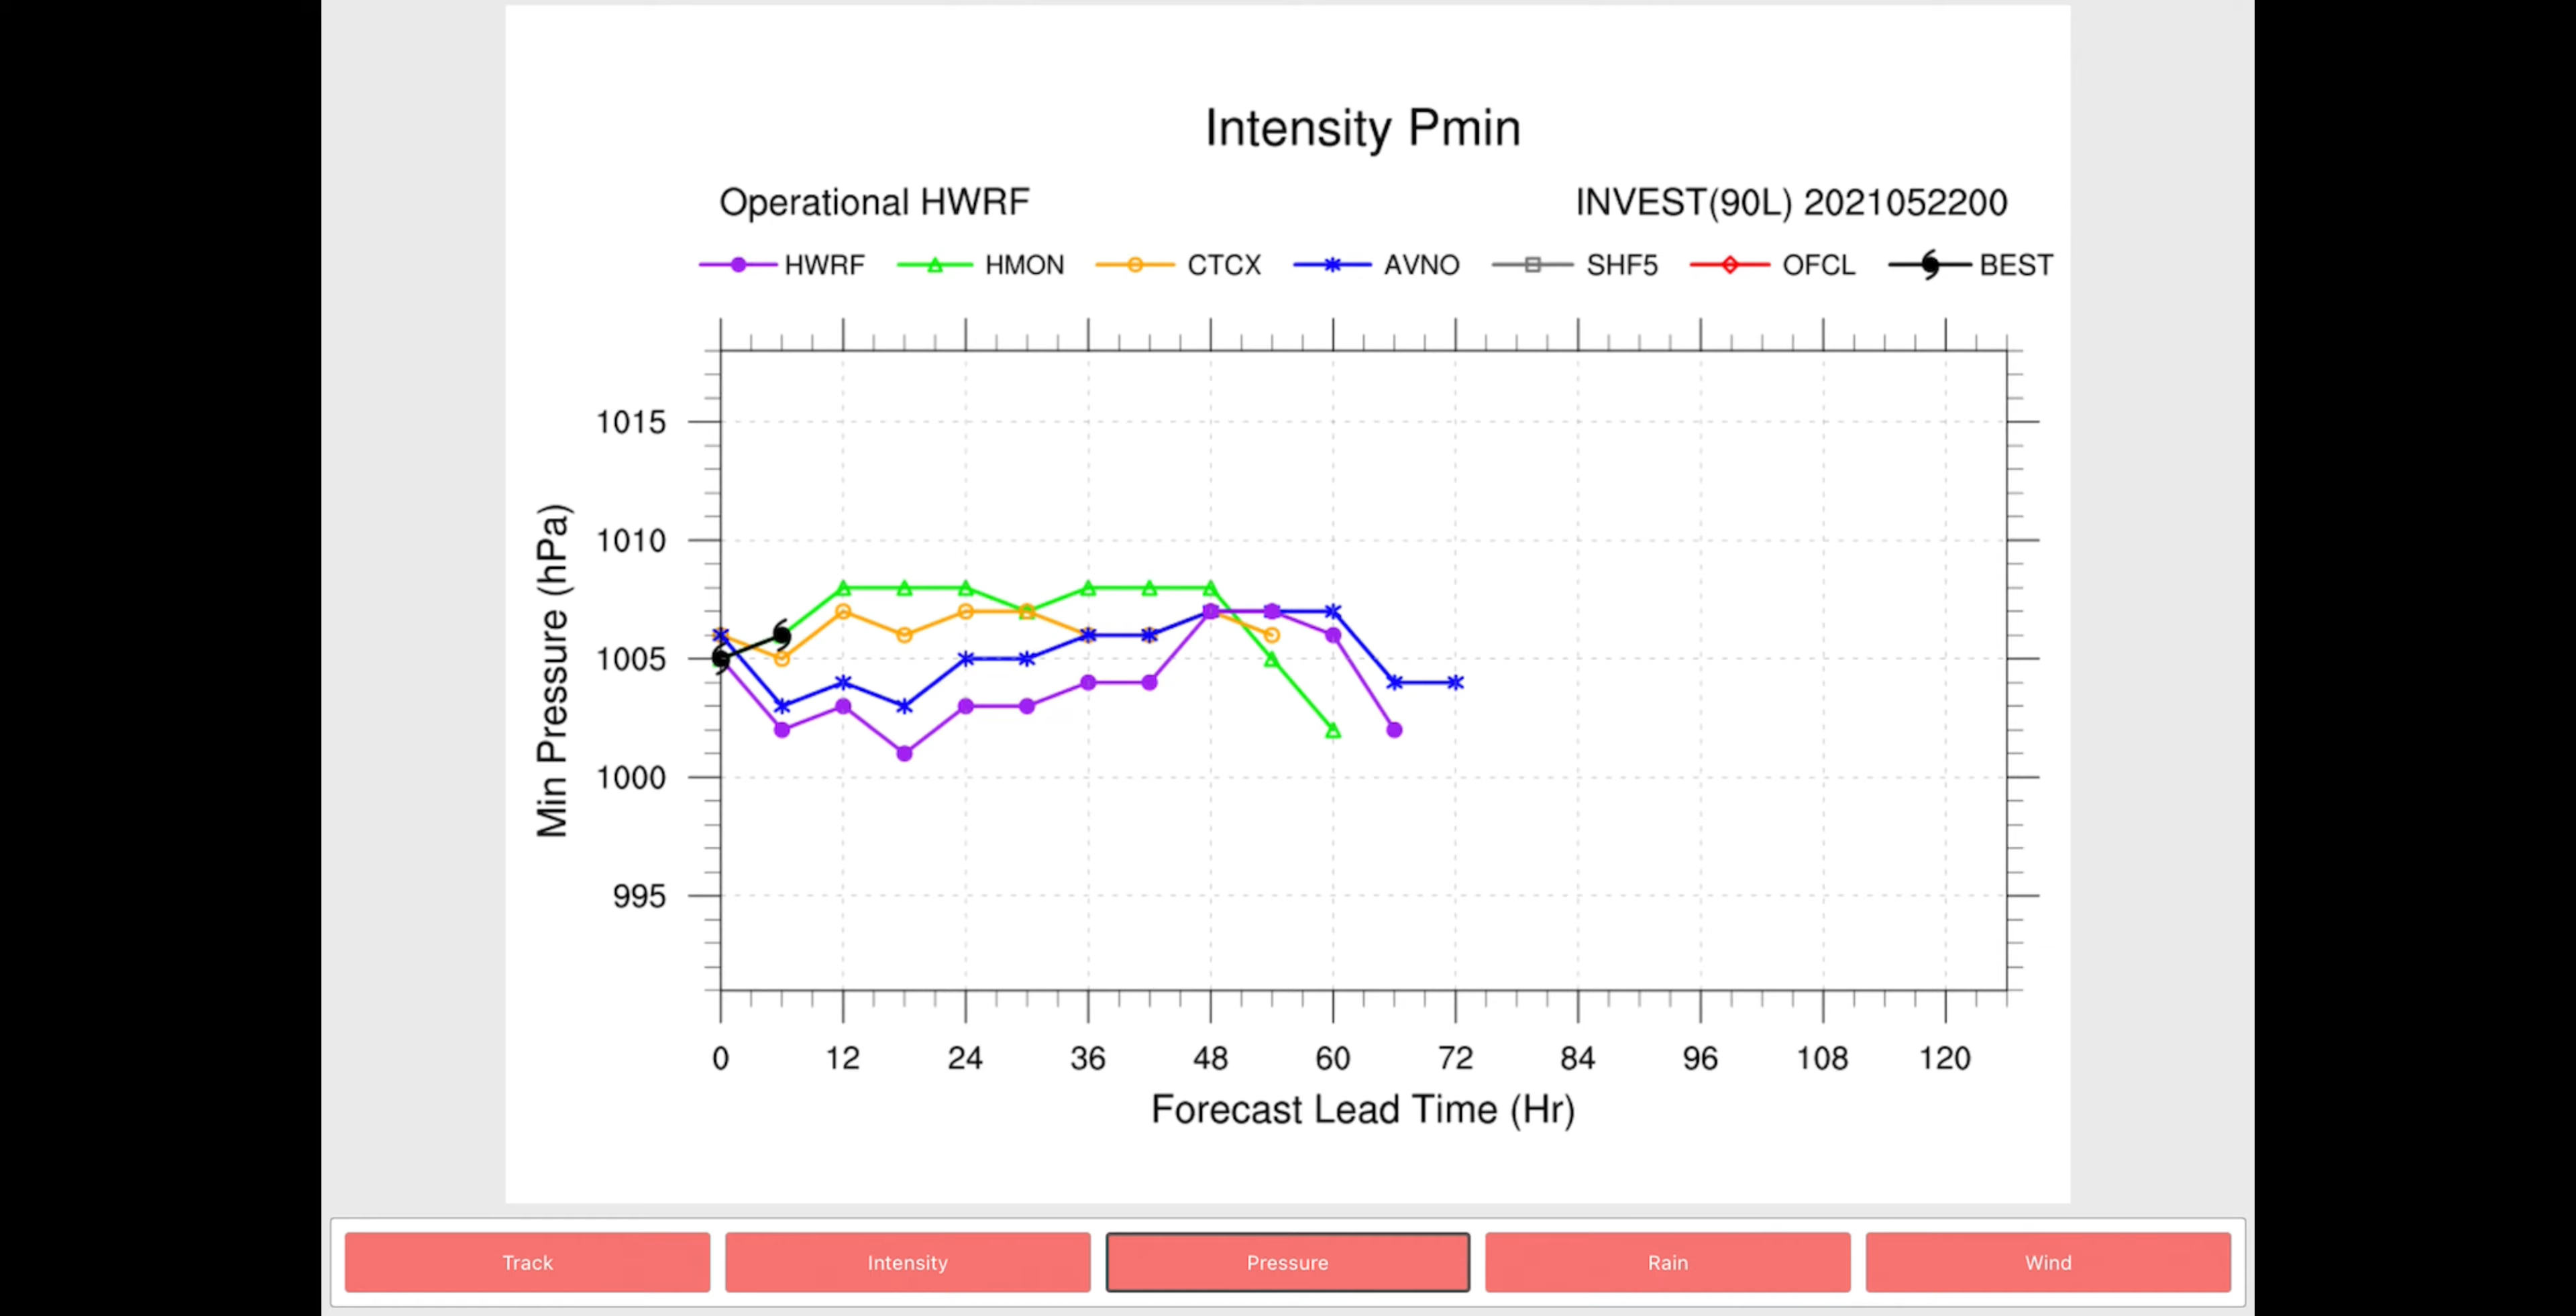 Intensity Pmin
Operational HWRF INVEST(90L) 2021052200
HWRF HMON CTCX AVNO SHF5 OFCL BEST
1015
1010
1005
1000
995
Min Pressure (hPa)
0 12 24 36 48 60 72 84 96 108 120
Forecast Lead Time (Hr)
Track Intensity Pressure Rain Wind